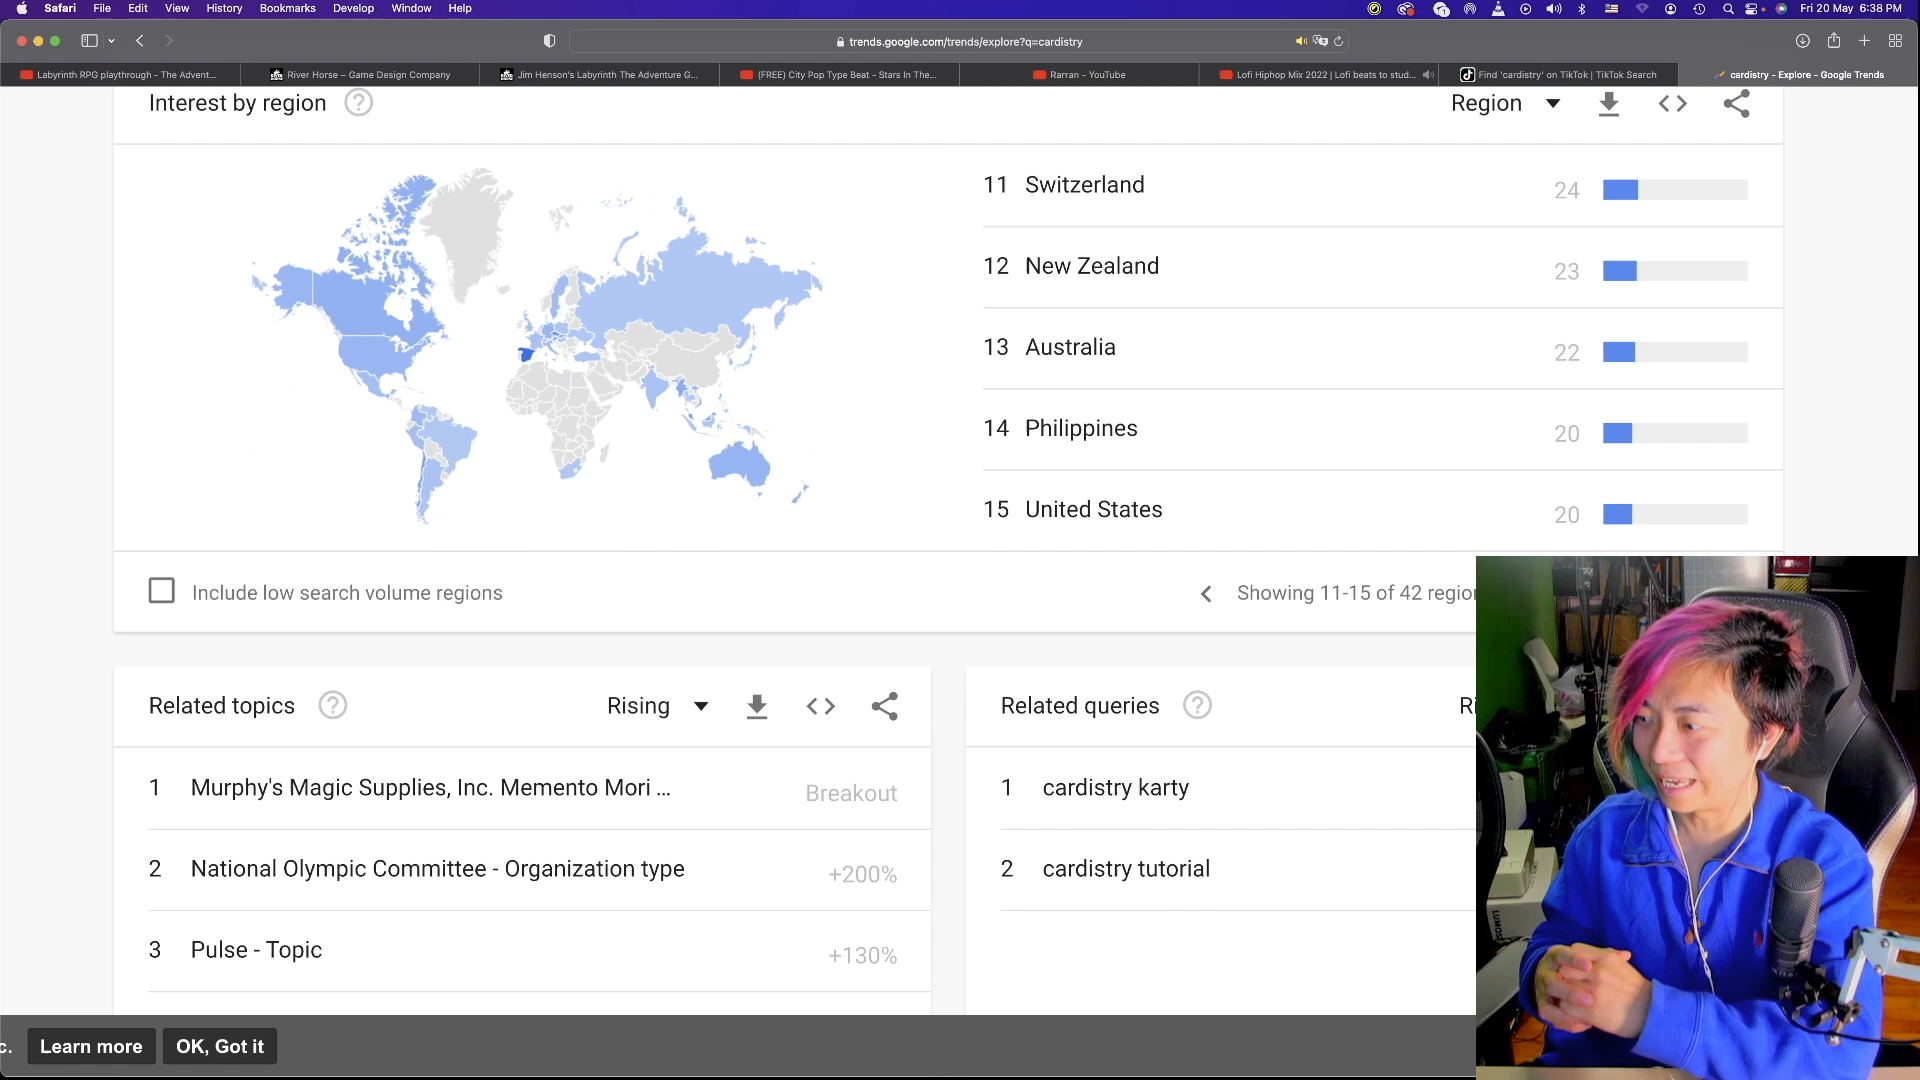 Safari File Edit View History Bookmarks Develop Window Help
Fri 20 May 6:38 PM
trends.google.com/trends/explore?q=cardistry
Labyrinth RPG playthrough - The Advent...
River Horse – Game Design Company
Jim Henson's Labyrinth The Adventure G...
(FREE) City Pop Type Beat - Stars In The...
Rarran - YouTube
Lofi Hiphop Mix 2022 | Lofi beats to stud...
Find 'cardistry' on TikTok | TikTok Search
cardistry - Explore - Google Trends
Interest by region ?
Region
11 Switzerland 24
12 New Zealand 23
13 Australia 22
14 Philippines 20
15 United States 20
Include low search volume regions
Showing 11-15 of 42 region
Related topics ? Rising
1 Murphy's Magic Supplies, Inc. Memento Mori ... Breakout
2 National Olympic Committee - Organization type +200%
3 Pulse - Topic +130%
Related queries ? Ri
1 cardistry karty
2 cardistry tutorial
c. Learn more OK, Got it